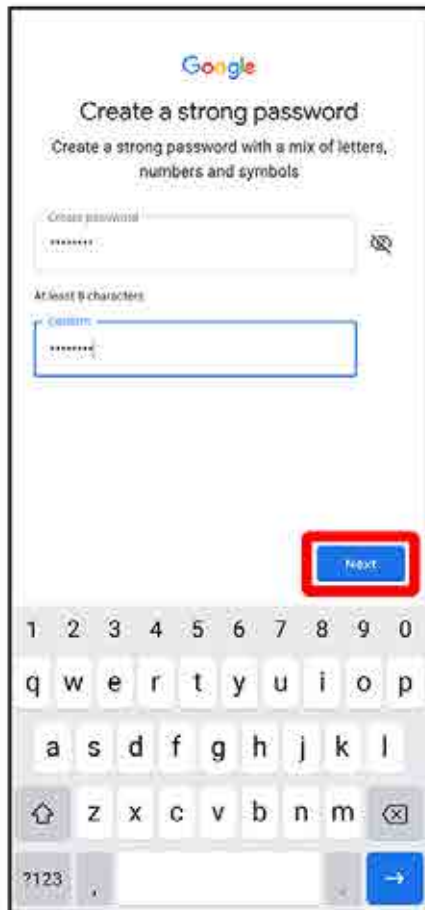 Google
Create a strong password
Create a strong password with a mix of letters,
numbers and symbols
Create password
••••••••
At least 8 characters
Confirm
••••••••
Next
1 2 3 4 5 6 7 8 9 0
q w e r t y u i o p
a s d f g h j k l
z x c v b n m
?123 , .